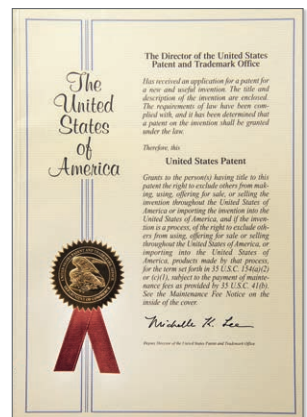 The
United
States
of
America
The Director of the United States
Patent and Trademark Office
Has received an application for a patent for
a new and useful invention. The title and
description of the invention are enclosed.
The requirements of law have been com-
plied with, and it has been determined that
a patent on the invention shall be granted
under the law.
Therefore, this
United States Patent
Grants to the person(s) having title to this
patent the right to exclude others from mak-
ing, using, offering for sale, or selling the
invention throughout the United States of
America or importing the invention into the
United States of America, and if the inven-
tion is a process, of the right to exclude oth-
ers from using, offering for sale or selling
throughout the United States of America, or
importing into the United States of
America, products made by that process,
for the term set forth in 35 U.S.C. 154(a)(2)
or (c)(1), subject to the payment of mainte-
nance fees as provided by 35 U.S.C. 41(b).
See the Maintenance Fee Notice on the
inside of the cover.
Michelle K. Lee
Director of the United States Patent and Trademark Office